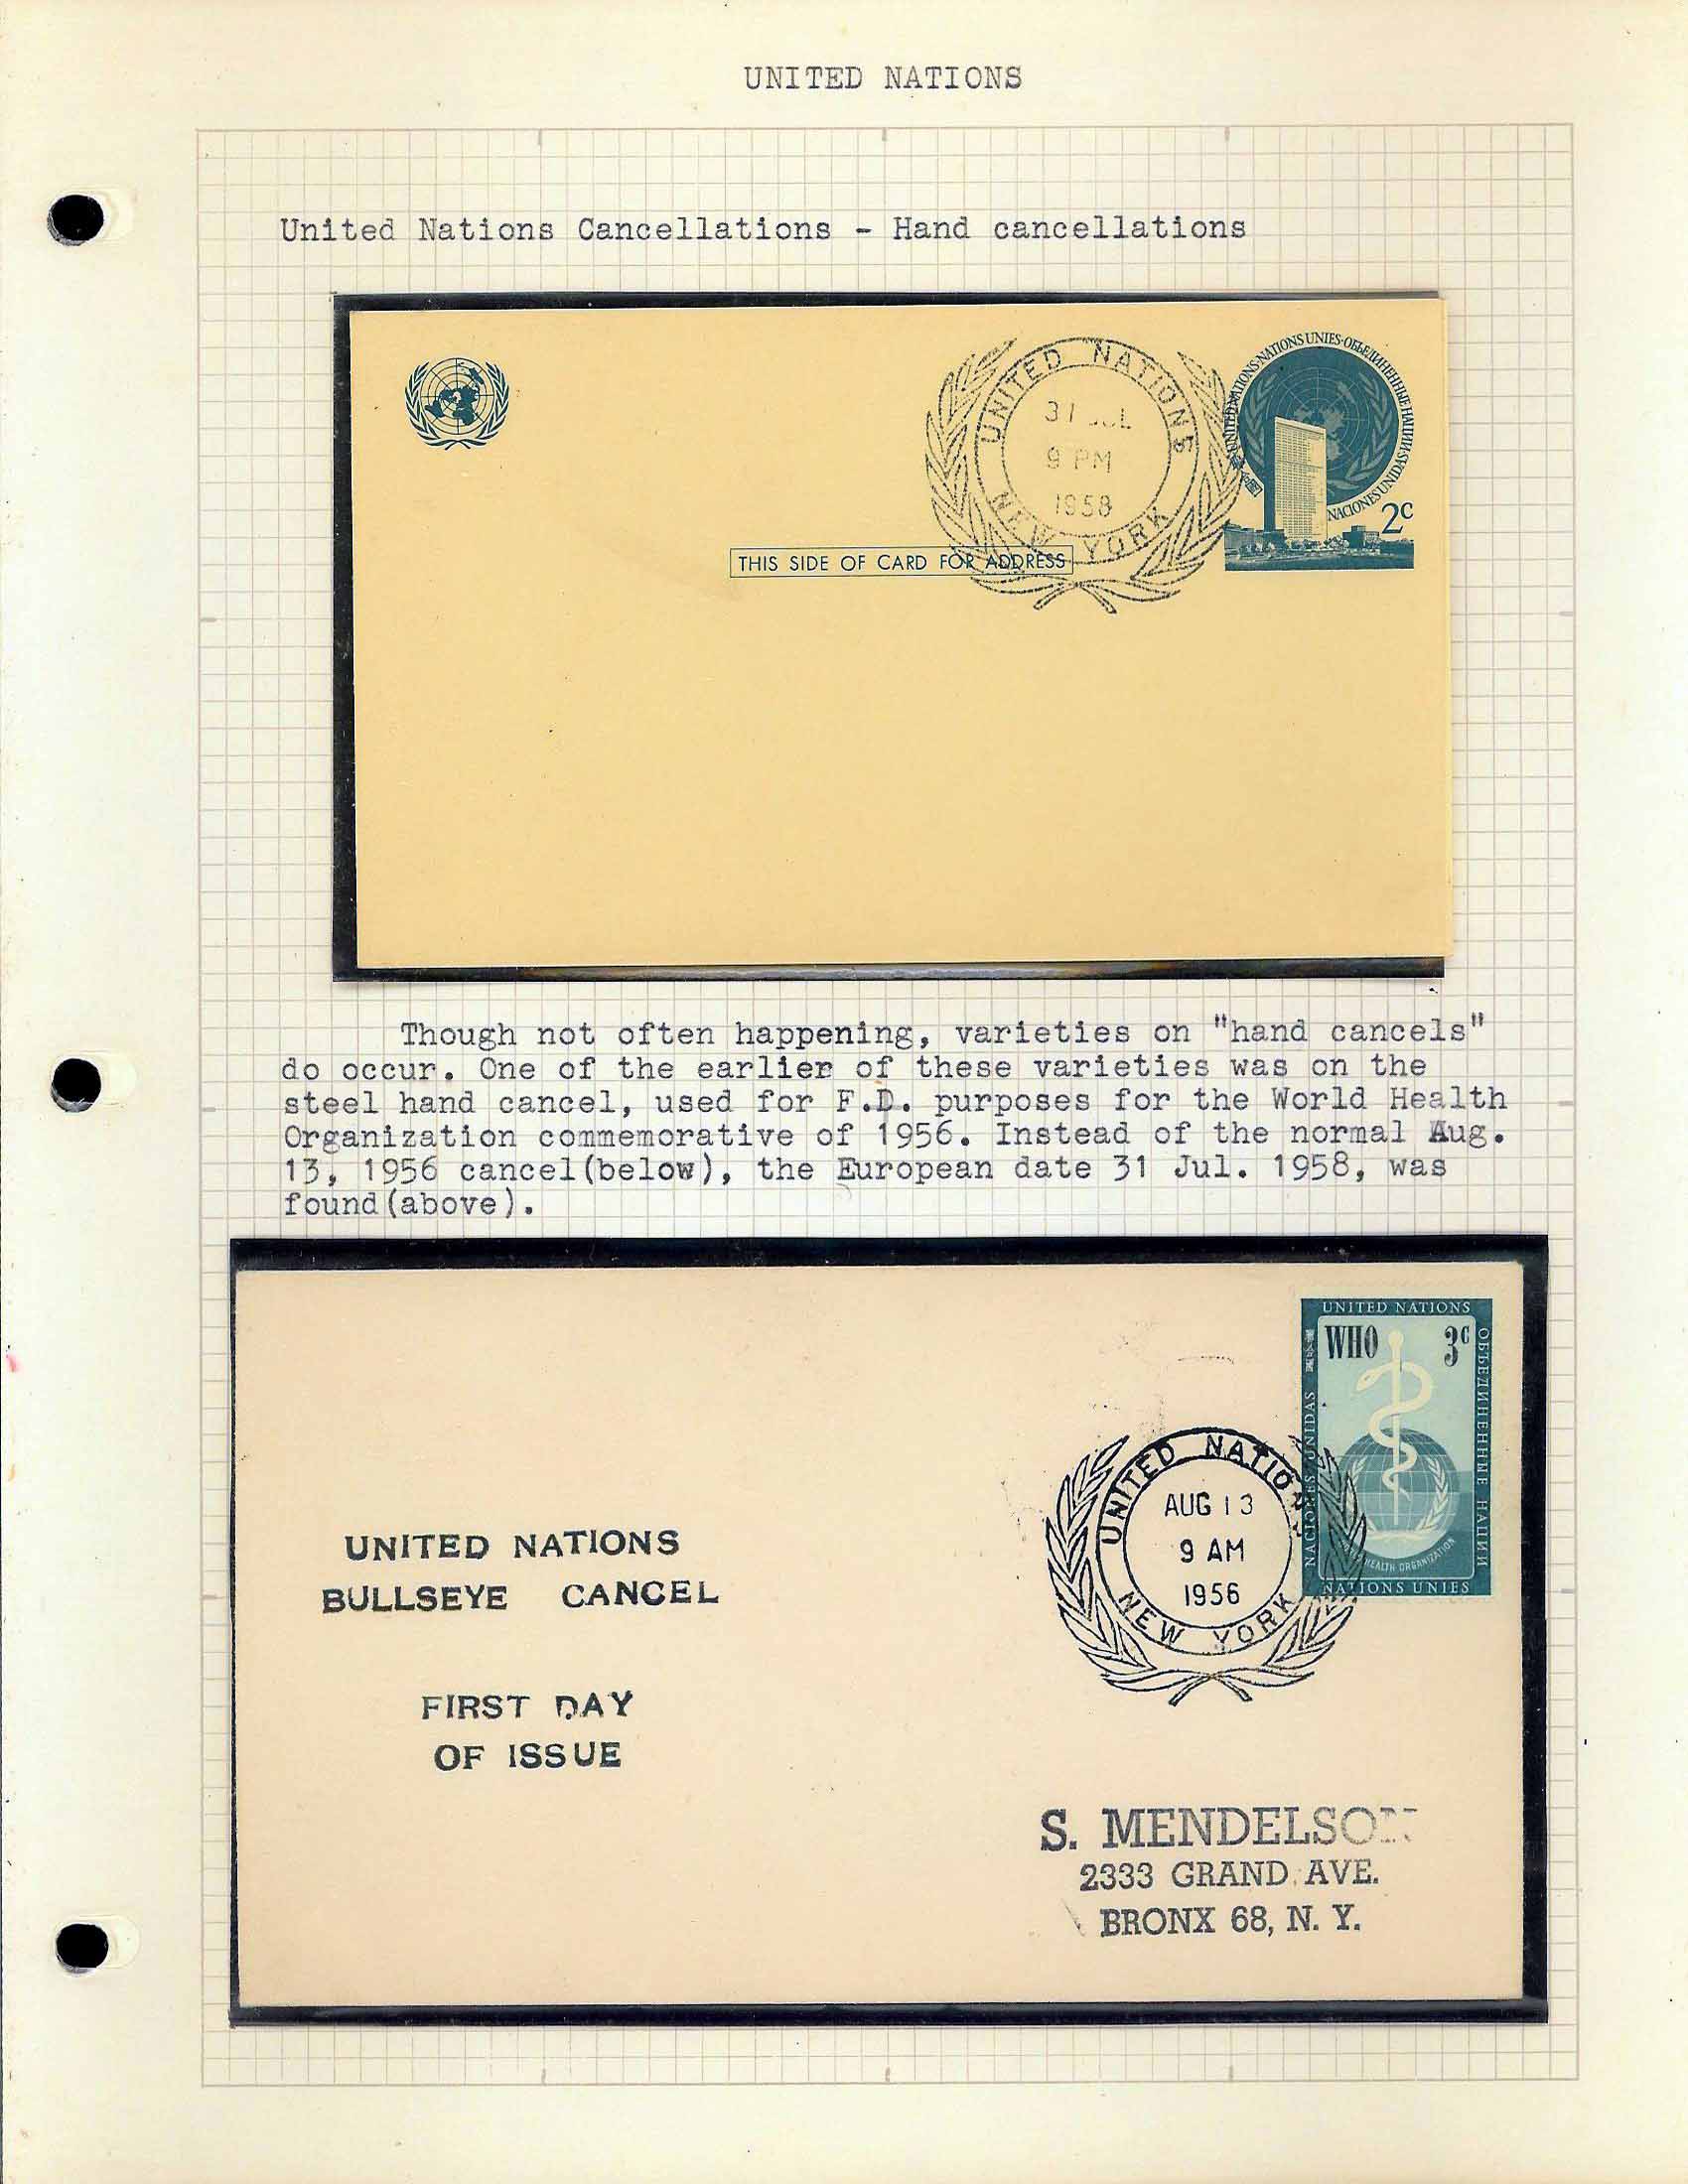 UNITED NATIONS
United Nations Cancellations - Hand cancellations
UNITED NATIONS
31 JUL
9 PM
1958
NEW YORK
UNITED NATIONS·NATIONS UNIES·ОБЪЕДИНЕННЫЕ НАЦИИ·NACIONES UNIDAS
2c
THIS SIDE OF CARD FOR ADDRESS
Though not often happening, varieties on "hand cancels"
do occur. One of the earlier of these varieties was on the
steel hand cancel, used for F.D. purposes for the World Health
Organization commemorative of 1956. Instead of the normal Aug.
13, 1956 cancel(below), the European date 31 Jul. 1958, was
found(above).
UNITED NATIONS
WHO 3c
NACIONES UNIDAS
ОБЪЕДИНЕННЫЕ НАЦИИ
HEALTH ORGANIZATION
NATIONS UNIES
UNITED NATIONS
AUG 13
9 AM
1956
NEW YORK
UNITED NATIONS
BULLSEYE CANCEL
FIRST DAY
OF ISSUE
S. MENDELSON
2333 GRAND AVE.
BRONX 68, N. Y.